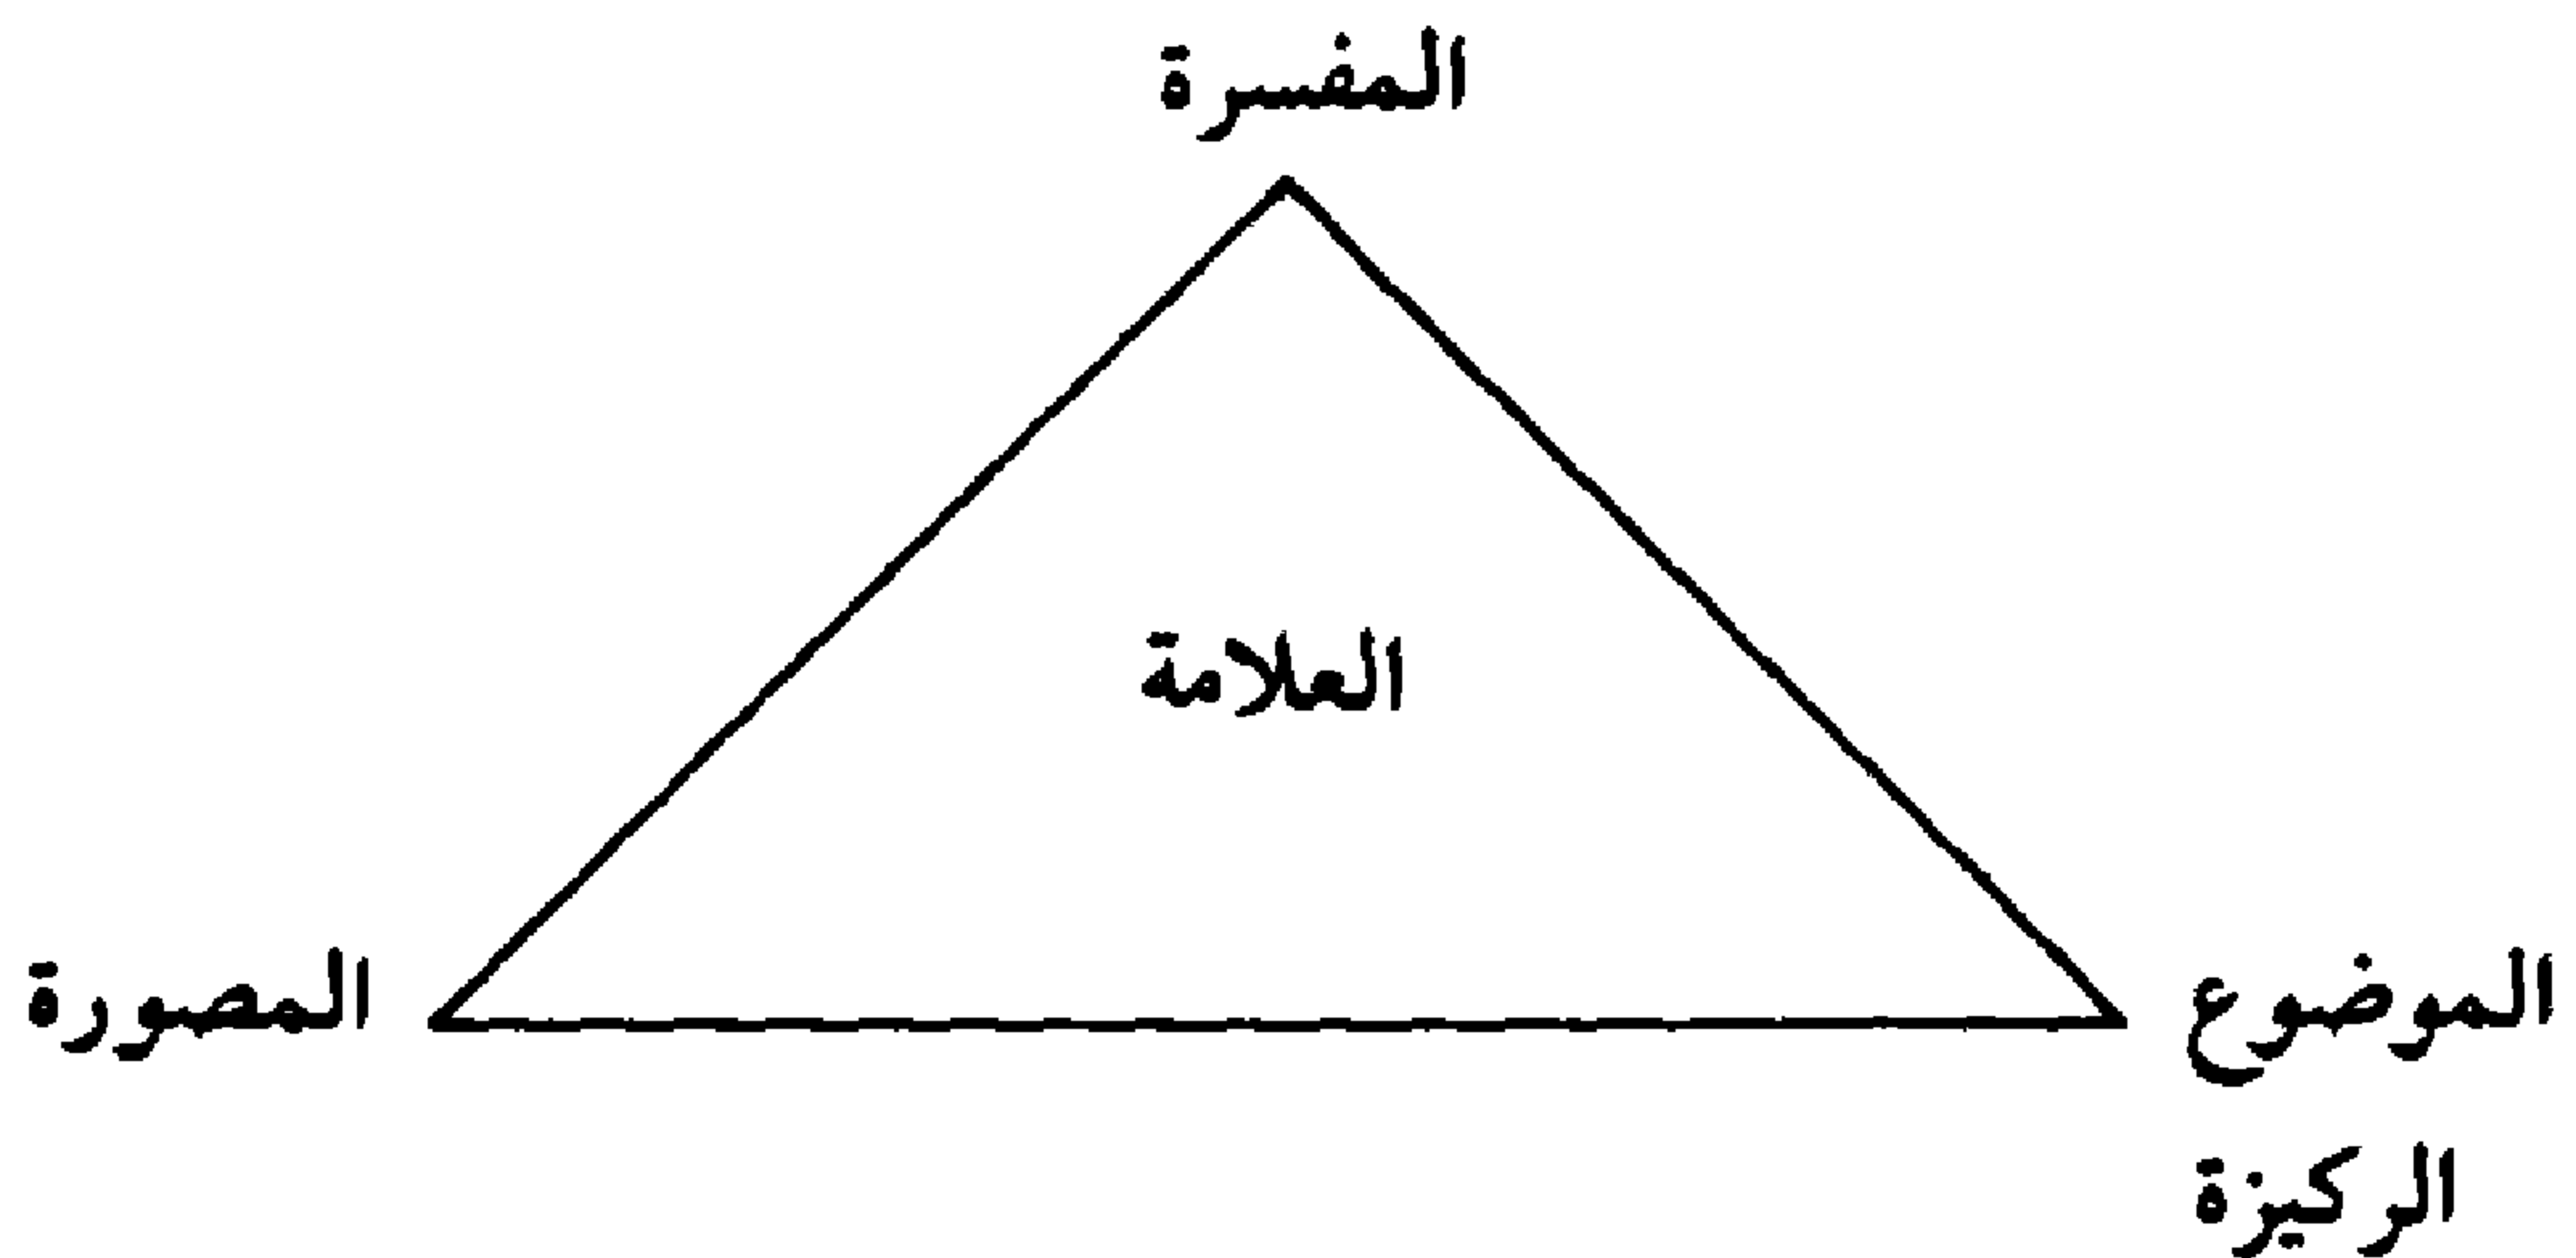 المفسرة
العلامة
الموضوع
المصورة
الركيزة